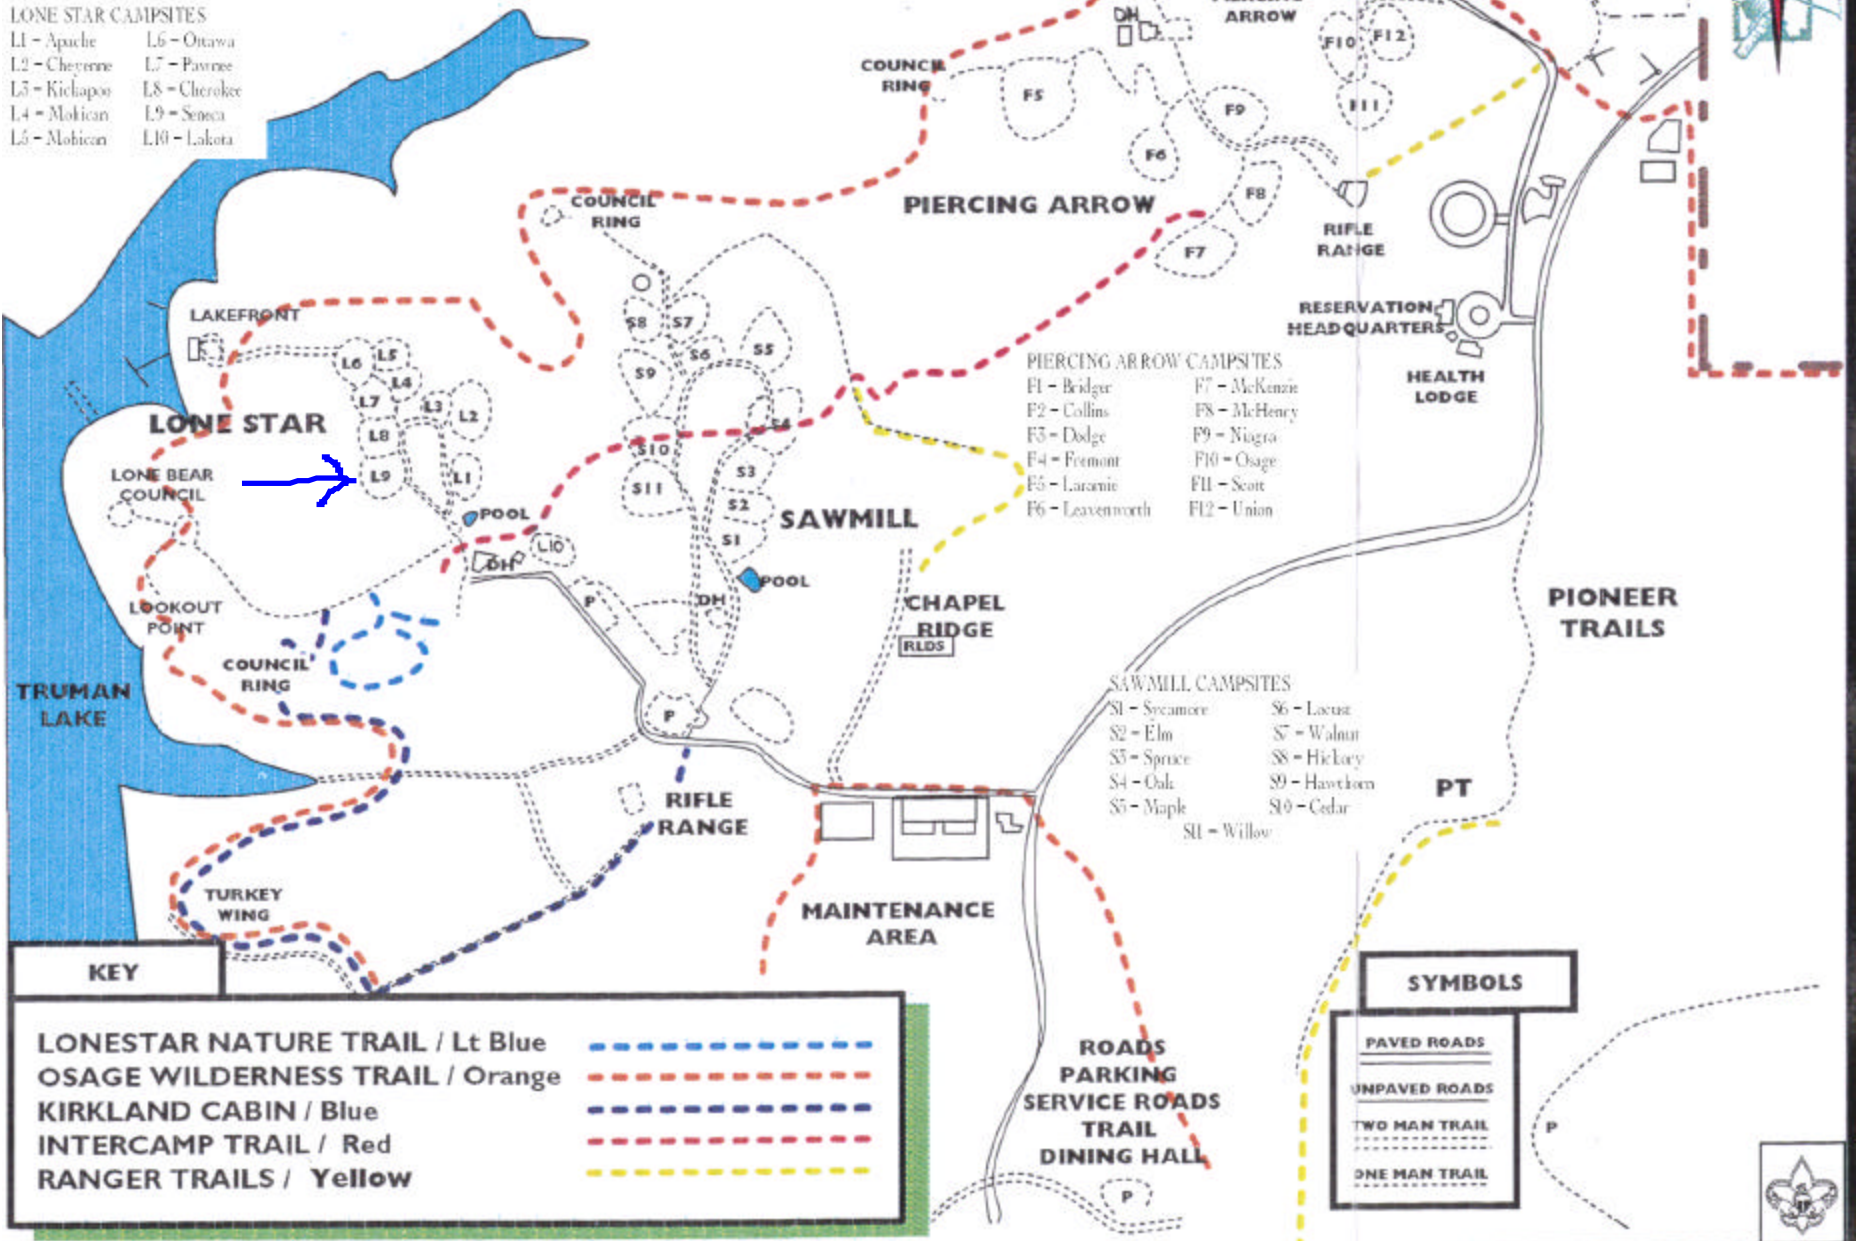 LONE STAR CAMPSITES
L1 - Apache L6 - Ottawa
L2 - Cheyenne L7 - Pawnee
L3 - Kickapoo L8 - Cherokee
L4 - Mohican L9 - Seneca
L5 - Mohican L10 - Lakota
DH
ARROW
F10
F12
COUNCIL
RING
F5
F9
F11
F6
F8
PIERCING ARROW
F7
RIFLE
RANGE
COUNCIL
RING
RESERVATION
HEADQUARTERS
HEALTH
LODGE
LAKEFRONT
S8
S7
S6
S5
S9
S4
S10
S3
S11
S2
S1
L6
L5
L4
L7
L3
L2
L8
L9
L1
LONE STAR
LONE BEAR
COUNCIL
POOL
L10
DH
SAWMILL
POOL
DH
P
PIERCING ARROW CAMPSITES
F1 - Bridger F7 - McKenzie
F2 - Collins F8 - McHenry
F3 - Dodge F9 - Niagra
F4 - Fremont F10 - Osage
F5 - Laramie F11 - Scott
F6 - Leavenworth F12 - Union
LOOKOUT
POINT
COUNCIL
RING
TRUMAN
LAKE
CHAPEL
RIDGE
RLDS
PIONEER
TRAILS
P
SAWMILL CAMPSITES
S1 - Sycamore S6 - Locust
S2 - Elm S7 - Walnut
S3 - Spruce S8 - Hickory
S4 - Oak S9 - Hawthorn
S5 - Maple S10 - Cedar
S11 - Willow
PT
RIFLE
RANGE
TURKEY
WING
MAINTENANCE
AREA
KEY
LONESTAR NATURE TRAIL / Lt Blue
OSAGE WILDERNESS TRAIL / Orange
KIRKLAND CABIN / Blue
INTERCAMP TRAIL / Red
RANGER TRAILS / Yellow
ROADS
PARKING
SERVICE ROADS
TRAIL
DINING HALL
P
SYMBOLS
PAVED ROADS
UNPAVED ROADS
TWO MAN TRAIL
ONE MAN TRAIL
P